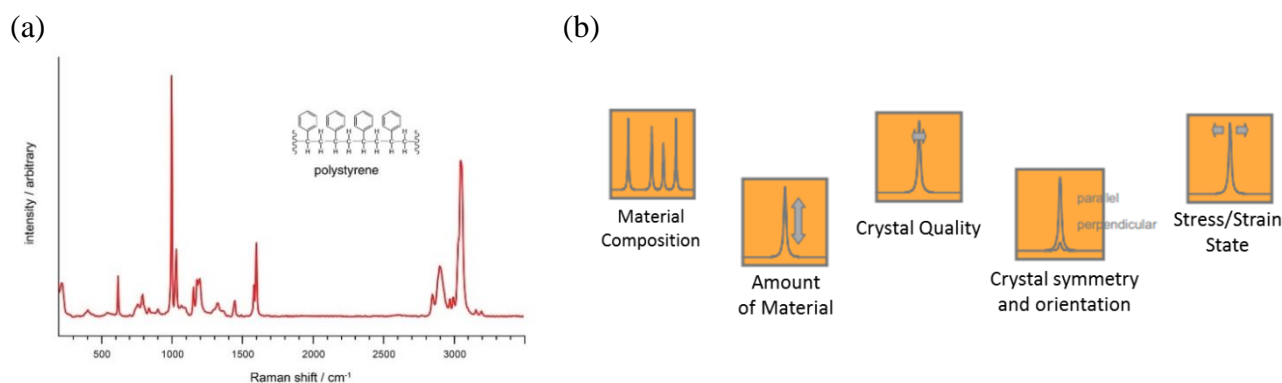 (a)
intensity / arbitrary
H H H H
C C C C C C C C
H H H H H H H H
polystyrene
500 1000 1500 2000 2500 3000
Raman shift / cm⁻¹
(b)
Material
Composition
Amount
of Material
Crystal Quality
parallel
perpendicular
Crystal symmetry
and orientation
Stress/Strain
State